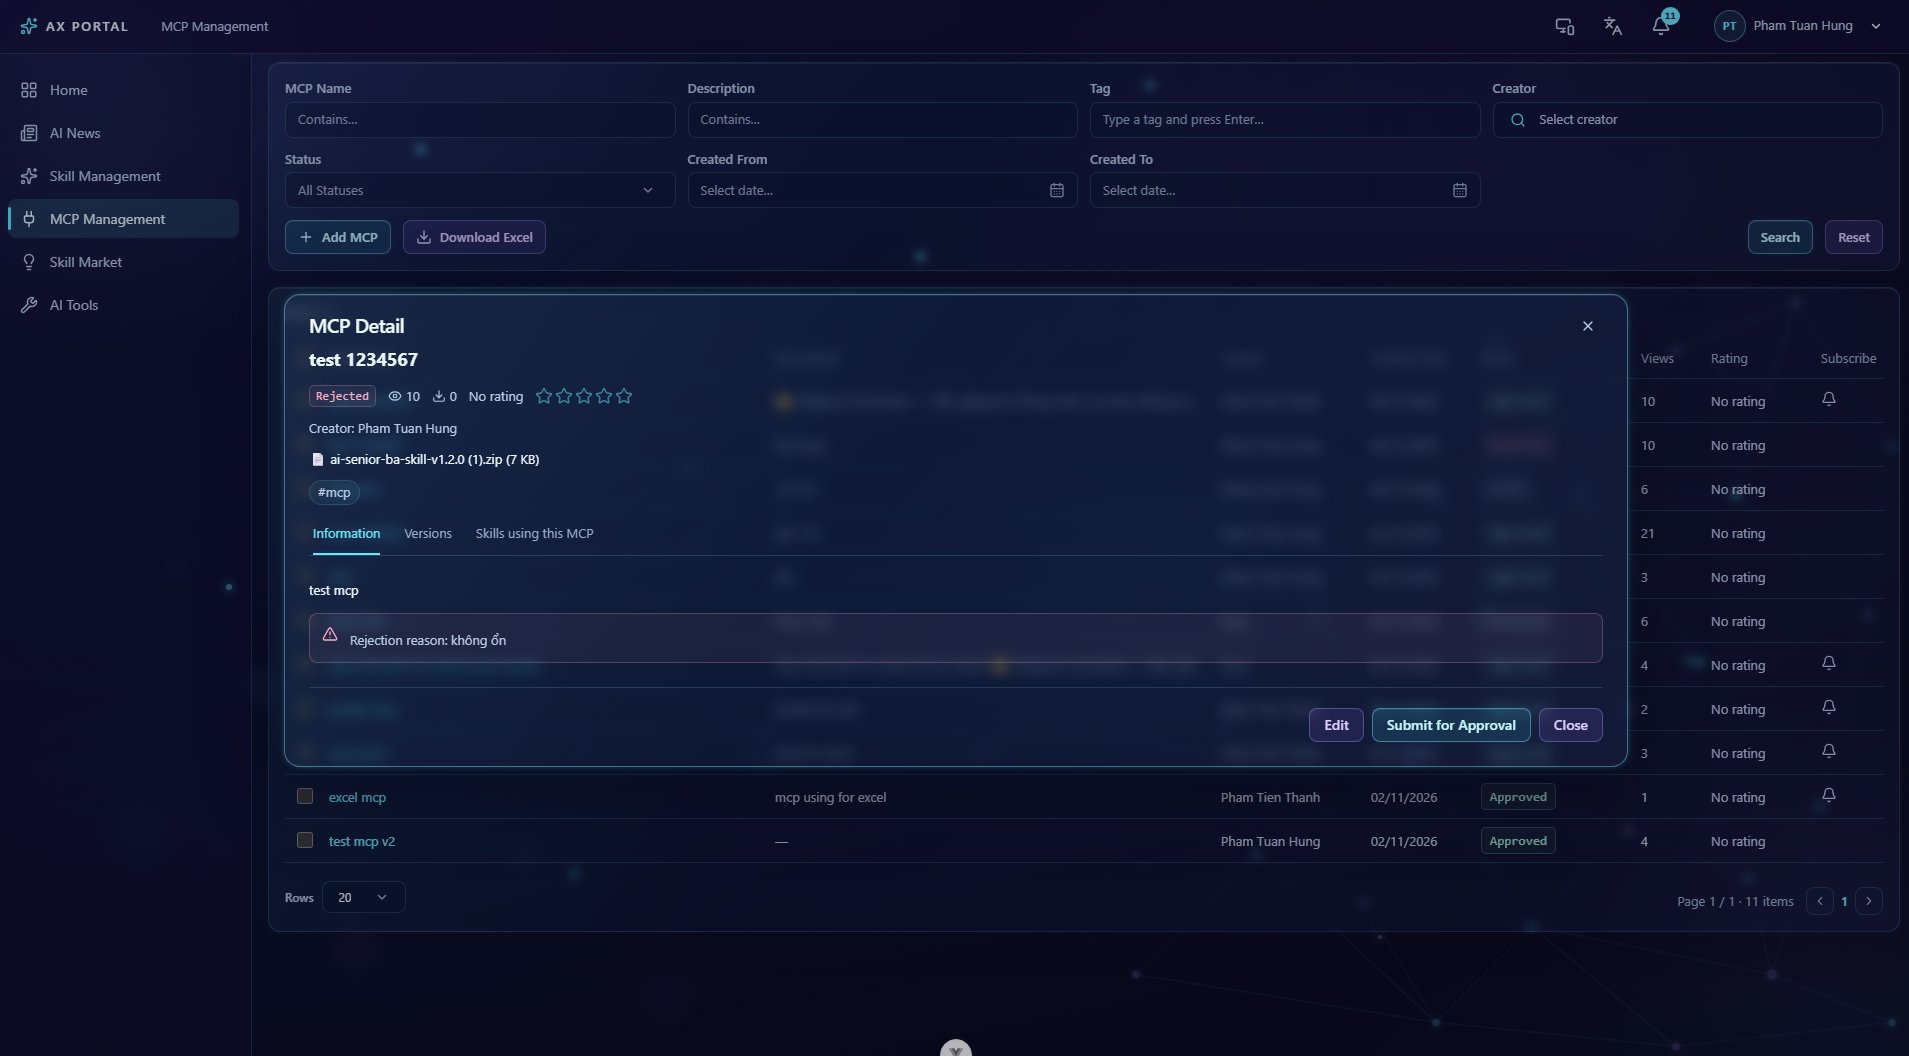 AX PORTAL
MCP Management
11
PT
Pham Tuan Hung
Home
AI News
Skill Management
MCP Management
Skill Market
AI Tools
MCP Name
Description
Tag
Creator
Contains...
Contains...
Type a tag and press Enter...
Select creator
Status
Created From
Created To
All Statuses
Select date...
Select date...
Add MCP
Download Excel
Search
Reset
MCP Detail
test 1234567
Rejected 10 0 No rating
Creator: Pham Tuan Hung
ai-senior-ba-skill-v1.2.0 (1).zip (7 KB)
#mcp
Information Versions Skills using this MCP
test mcp
Rejection reason: không ổn
Edit Submit for Approval Close
Views Rating Subscribe
10 No rating
10 No rating
6 No rating
21 No rating
3 No rating
6 No rating
4 No rating
2 No rating
3 No rating
excel mcp mcp using for excel Pham Tien Thanh 02/11/2026 Approved 1 No rating
test mcp v2 — Pham Tuan Hung 02/11/2026 Approved 4 No rating
Rows 20
Page 1 / 1 · 11 items 1